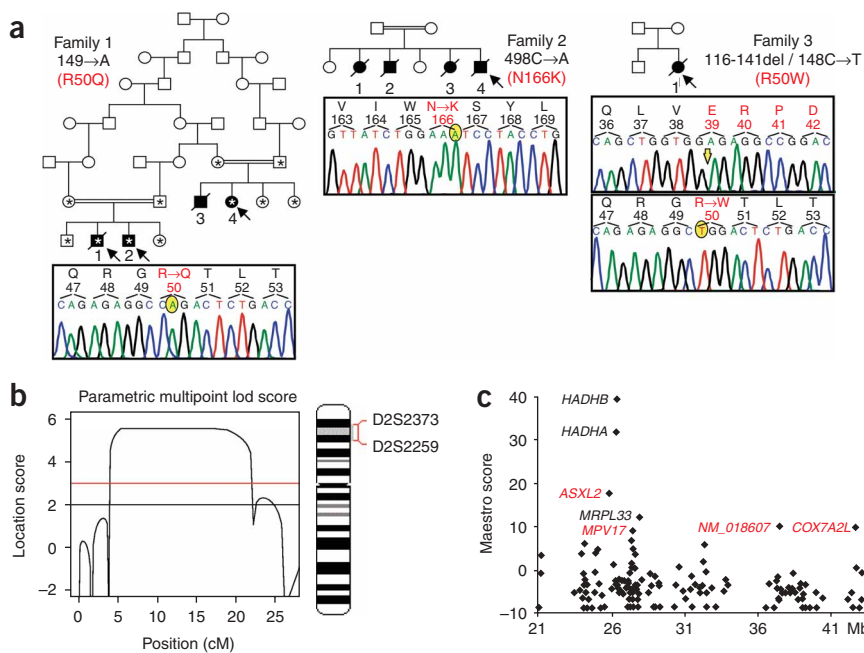 a
Family 1
149→A
(R50Q)
3
4
1
2
Q R G R→Q T L T
47 48 49 50 51 52 53
CAGAGAGGCCAGACTCTGACC
Family 2
498C→A
(N166K)
1 2 3 4
V I W N→K S Y L
163 164 165 166 167 168 169
GTTATCTGGAAATCCTACCTG
Family 3
116-141del / 148C→T
(R50W)
1
Q L V E R P D
36 37 38 39 40 41 42
CAGCTGGTGGAGAGGCCGGAC
Q R G R→W T L T
47 48 49 50 51 52 53
CAGAGAGGCTGGACTCTGACC
b
Parametric multipoint lod score
Location score
6
4
2
0
−2
0 5 10 15 20 25
Position (cM)
D2S2373
D2S2259
c
Maestro score
40
30
20
10
0
−10
HADHB
HADHA
ASXL2
MRPL33
MPV17
NM_018607
COX7A2L
21 26 31 36 41 Mb